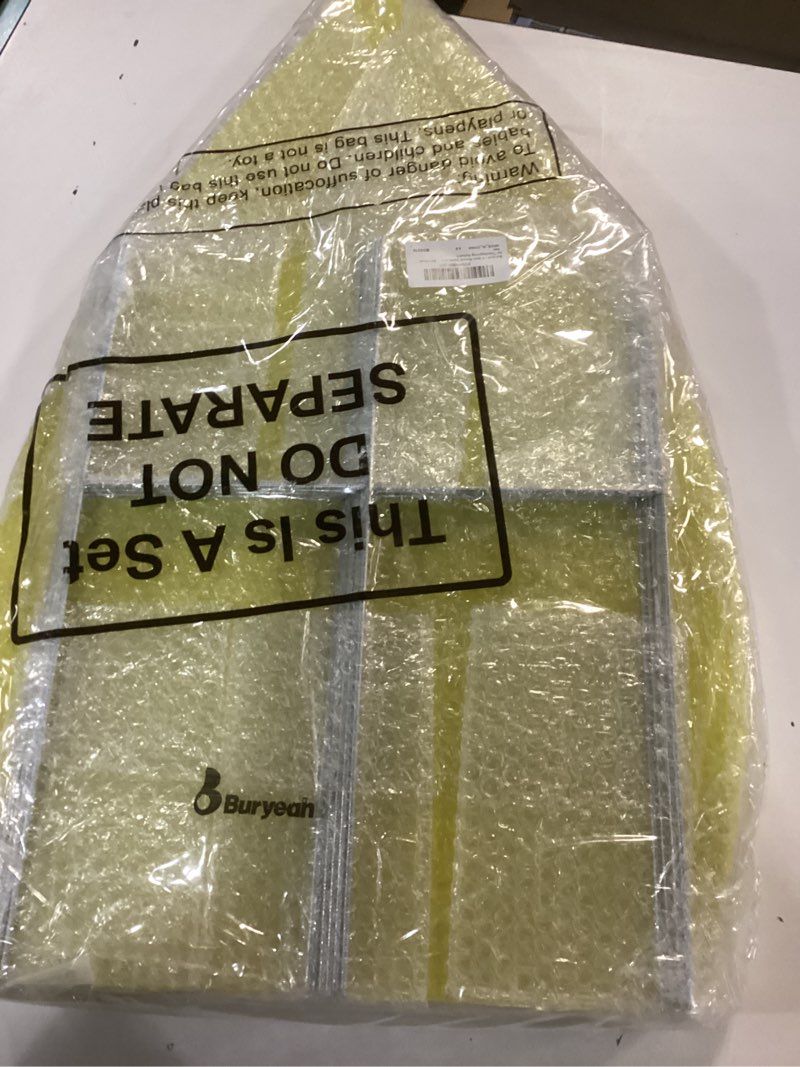 This Is A Set
DO NOT
SEPARATE
Warning:
To avoid danger of suffocation, keep this
babies and children. Do not use this bag
or playpens. This bag is not a toy.
Buryeah